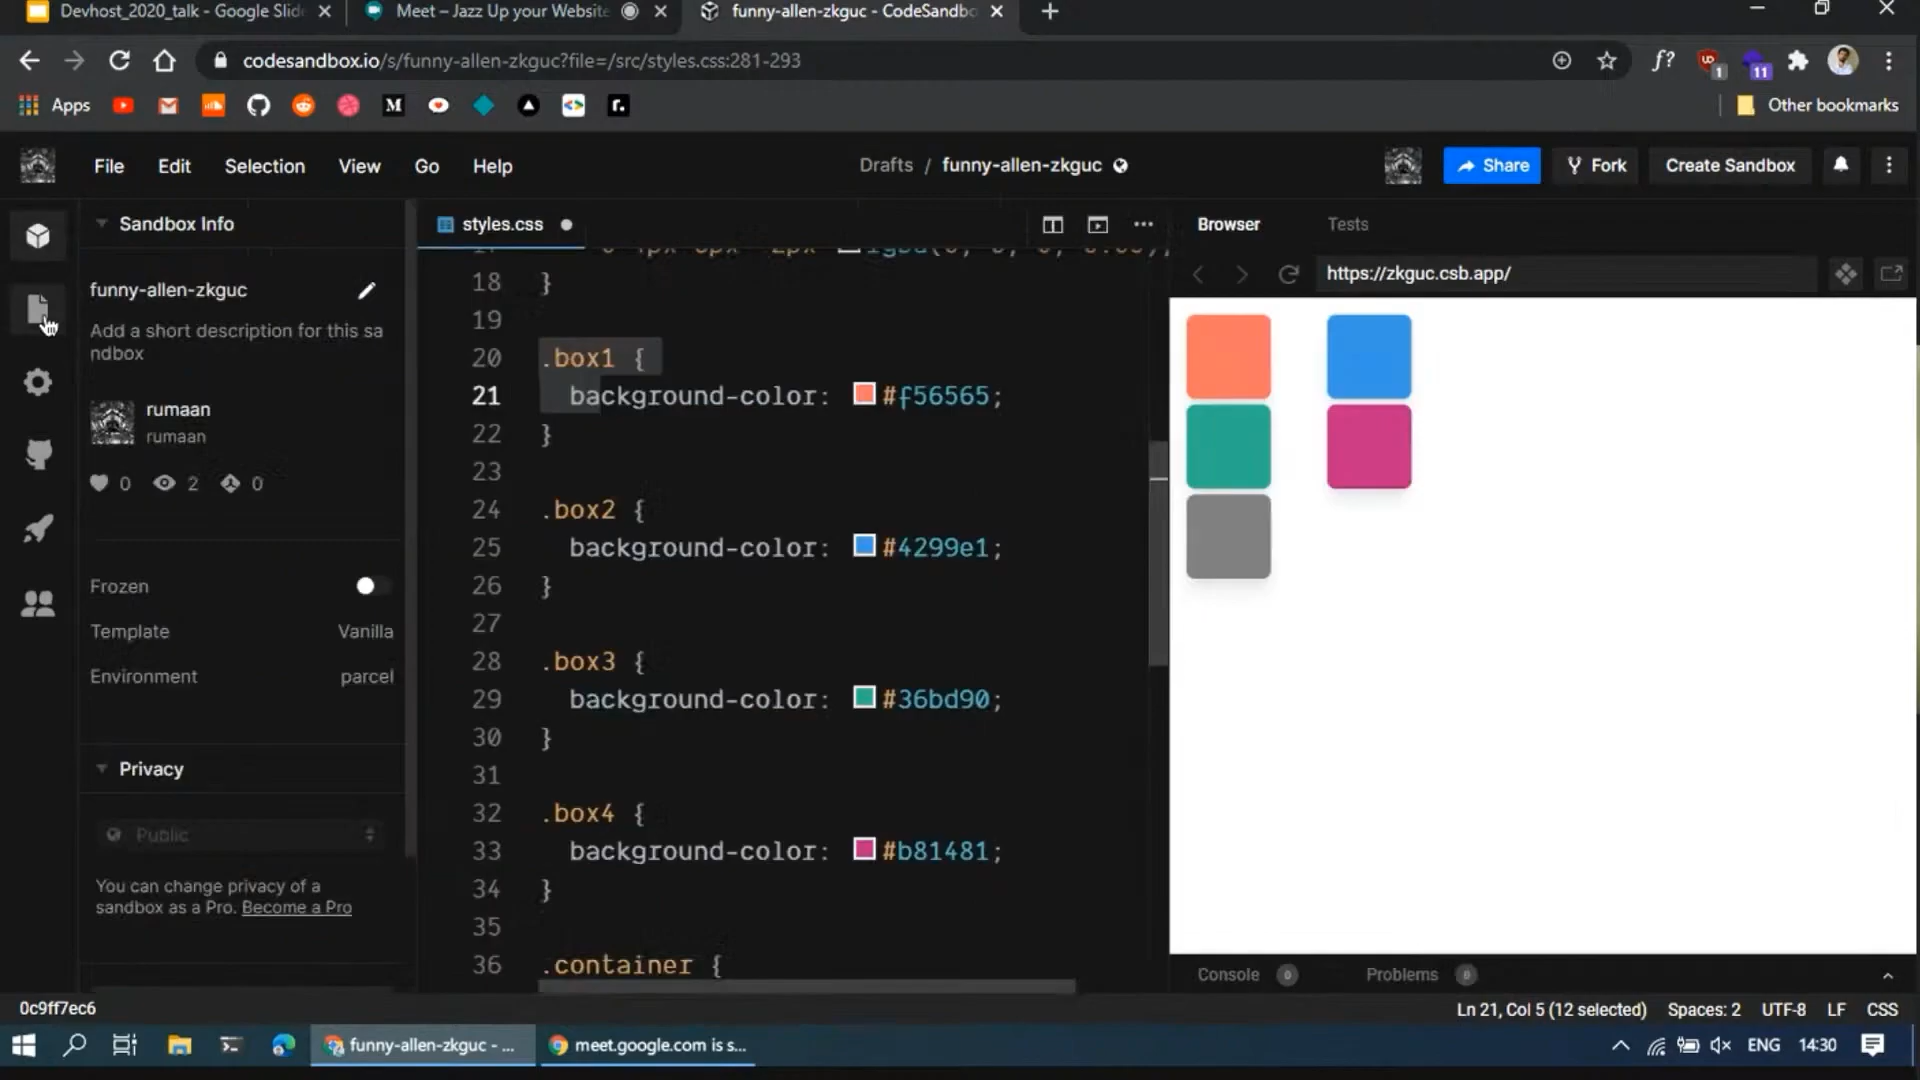 Devhost_2020_talk - Google Slide
Meet – Jazz Up your Website
funny-allen-zkguc - CodeSandbo
codesandbox.io/s/funny-allen-zkguc?file=/src/styles.css:281-293
f?
1
11
Apps
M
r.
Other bookmarks
File
Edit
Selection
View
Go
Help
Drafts / funny-allen-zkguc
Share
Fork
Create Sandbox
Sandbox Info
funny-allen-zkguc
Add a short description for this sa
ndbox
rumaan
rumaan
0
2
0
Frozen
Template
Vanilla
Environment
parcel
Privacy
Public
You can change privacy of a
sandbox as a Pro. Become a Pro
styles.css
18 }
19
20 .box1 {
21 background-color: #f56565;
22 }
23
24 .box2 {
25 background-color: #4299e1;
26 }
27
28 .box3 {
29 background-color: #36bd90;
30 }
31
32 .box4 {
33 background-color: #b81481;
34 }
35
36 .container {
Browser
Tests
https://zkguc.csb.app/
Console 0
Problems 0
0c9ff7ec6
Ln 21, Col 5 (12 selected)
Spaces: 2
UTF-8
LF
CSS
funny-allen-zkguc - ...
meet.google.com is s...
ENG
14:30